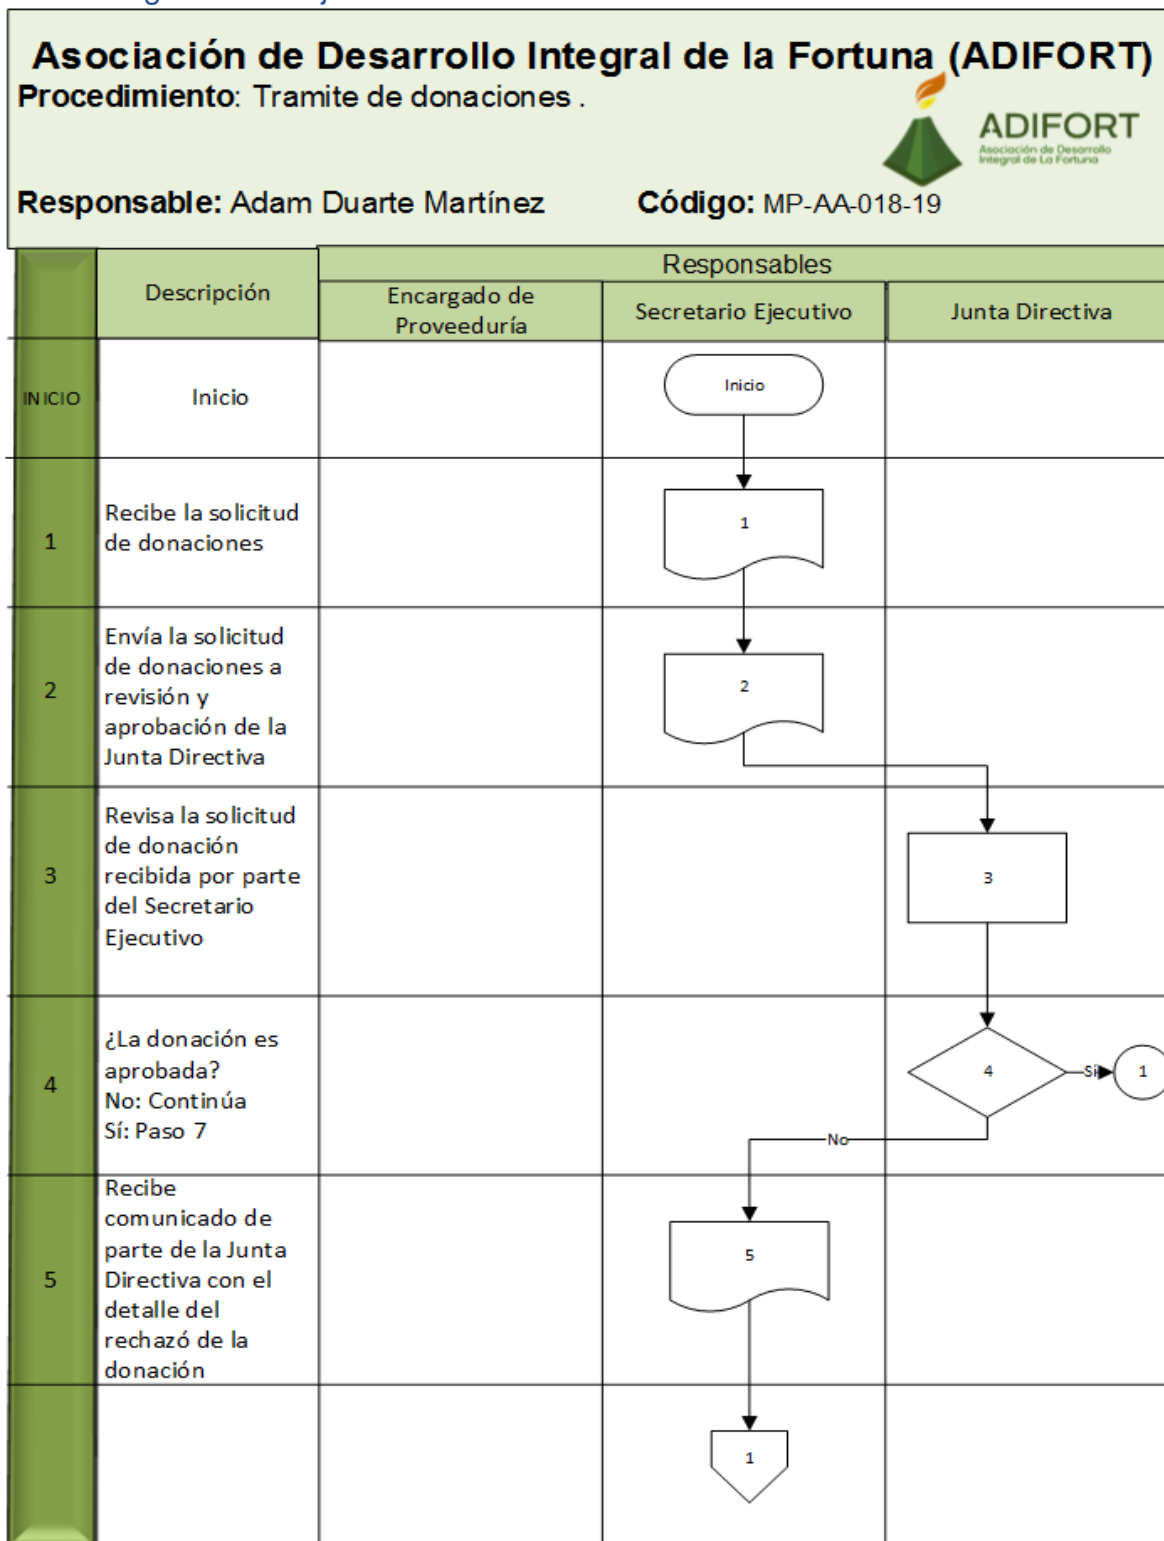 Asociación de Desarrollo Integral de la Fortuna (ADIFORT)
Procedimiento: Tramite de donaciones .
ADIFORT
Asociación de Desarrollo
Integral de La Fortuna
Responsable: Adam Duarte Martínez Código: MP-AA-018-19
Descripción
Responsables
Encargado de
Proveeduría
Secretario Ejecutivo
Junta Directiva
INICIO
Inicio
Inicio
1
Recibe la solicitud
de donaciones
1
2
Envía la solicitud
de donaciones a
revisión y
aprobación de la
Junta Directiva
2
3
Revisa la solicitud
de donación
recibida por parte
del Secretario
Ejecutivo
3
4
¿La donación es
aprobada?
No: Continúa
Sí: Paso 7
4
Si
1
No
5
Recibe
comunicado de
parte de la Junta
Directiva con el
detalle del
rechazó de la
donación
5
1